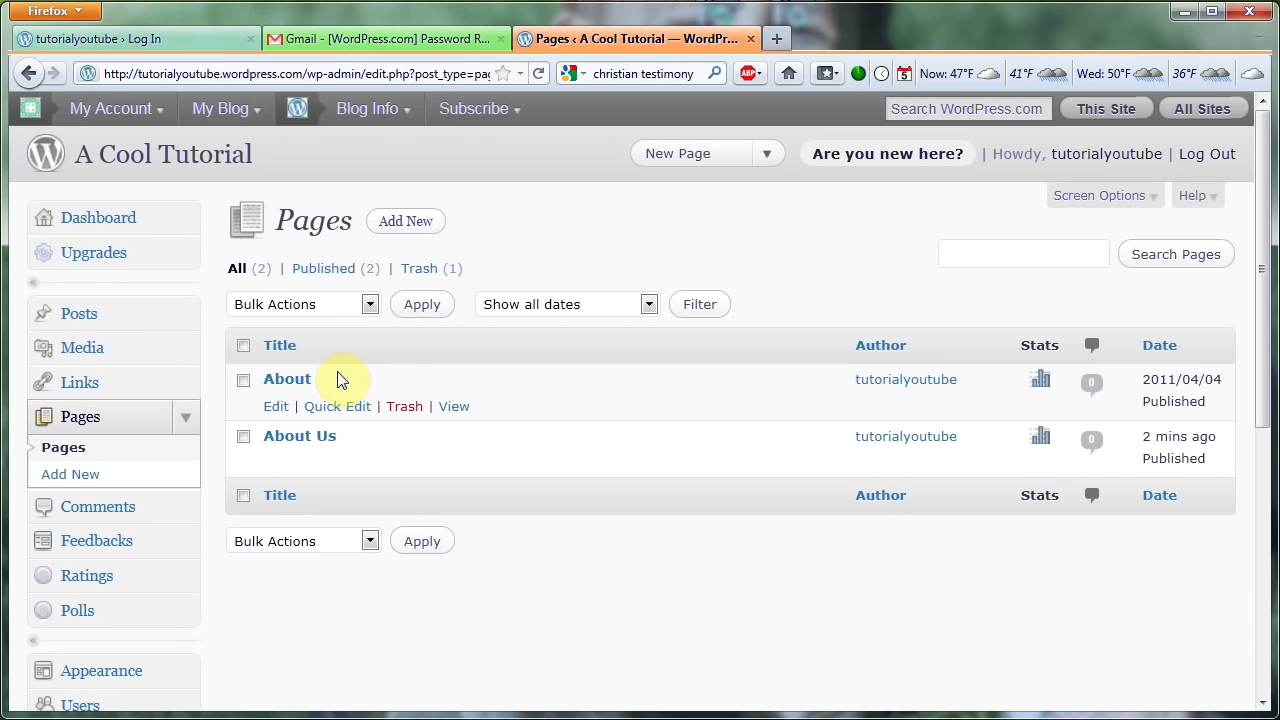 Firefox
tutorialyoutube › Log In
Gmail - [WordPress.com] Password R...
Pages ‹ A Cool Tutorial — WordPr...
http://tutorialyoutube.wordpress.com/wp-admin/edit.php?post_type=pa
christian testimony
ABP
5
Now: 47°F
41°F
Wed: 50°F
36°F
My Account
My Blog
Blog Info
Subscribe
Search WordPress.com
This Site
All Sites
A Cool Tutorial
New Page
Are you new here?
| Howdy, tutorialyoutube | Log Out
Screen Options
Help
Dashboard
Upgrades
Posts
Media
Links
Pages
Pages
Add New
Comments
Feedbacks
Ratings
Polls
Appearance
Users
Pages
Add New
All (2) | Published (2) | Trash (1)
Search Pages
Bulk Actions
Apply
Show all dates
Filter
Title
Author
Stats
Date
About
tutorialyoutube
0
2011/04/04
Published
Edit | Quick Edit | Trash | View
About Us
tutorialyoutube
0
2 mins ago
Published
Title
Author
Stats
Date
Bulk Actions
Apply